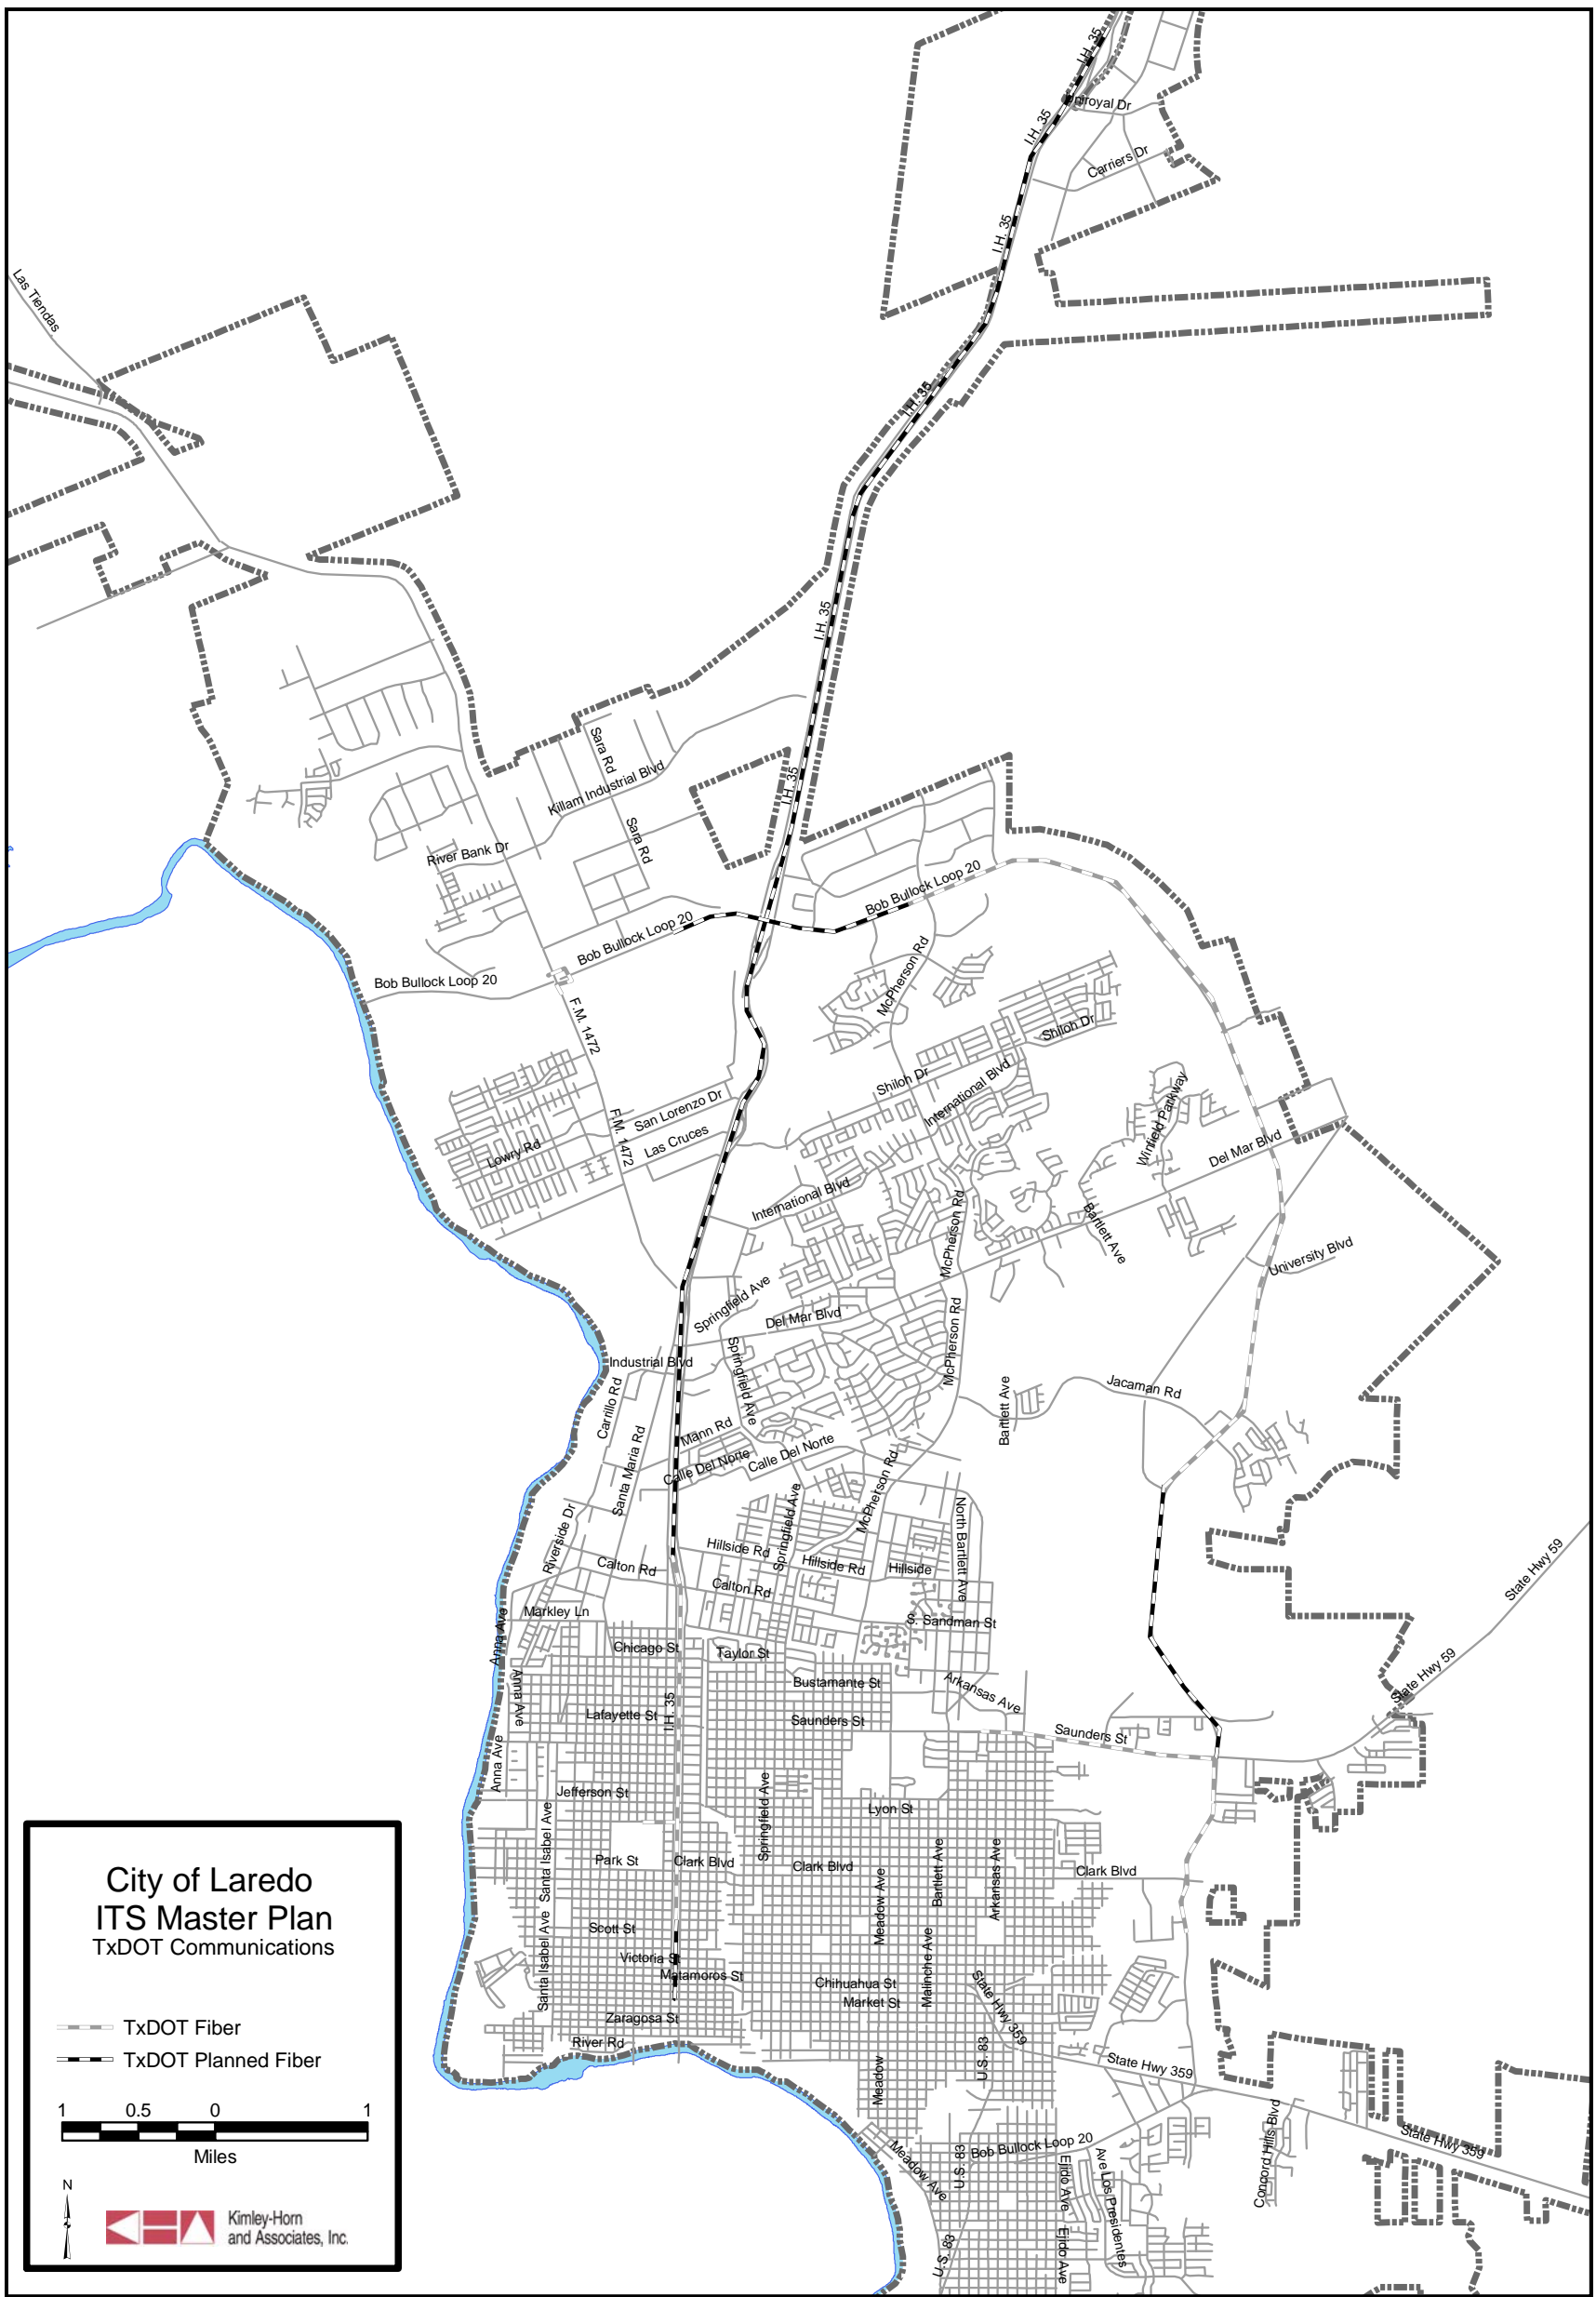 I.H. 35
Uniroyal Dr
I.H. 35
Carriers Dr
I.H. 35
Las Tiendas
I.H. 35
I.H. 35
Sara Rd
Killam Industrial Blvd
I.H. 35
Sara Rd
River Bank Dr
Bob Bullock Loop 20
Bob Bullock Loop 20
Bob Bullock Loop 20
McPherson Rd
F.M. 1472
Shiloh Dr
Shiloh Dr
International Blvd
San Lorenzo Dr
F.M. 1472
Las Cruces
Lowry Rd
Winfield Parkway
Del Mar Blvd
International Blvd
McPherson Rd
Bartlett Ave
University Blvd
Springfield Ave
Del Mar Blvd
McPherson Rd
Industrial Blvd
Springfield Ave
Carrillo Rd
Jacaman Rd
Bartlett Ave
Mann Rd
Santa Maria Rd
Calle Del Norte
Calle Del Norte
McPherson Rd
Springfield Ave
North Bartlett Ave
Riverside Dr
Hillside Rd
Hillside Rd
Hillside
Calton Rd
Calton Rd
State Hwy 59
Markley Ln
Anna Ave
S. Sandman St
Chicago St
Taylor St
State Hwy 59
Bustamante St
Arkansas Ave
Anna Ave
I.H. 35
Lafayette St
Saunders St
Saunders St
Anna Ave
Jefferson St
Springfield Ave
Lyon St
Santa Isabel Ave
Park St
Clark Blvd
Clark Blvd
Meadow Ave
Bartlett Ave
Arkansas Ave
Clark Blvd
Scott St
Santa Isabel Ave
Victoria St
Matamoros St
Malinche Ave
Chihuahua St
State Hwy 359
Market St
Zaragosa St
River Rd
U.S. 83
Meadow
State Hwy 359
Concord Hills Blvd
State Hwy 359
Meadow Ave
U.S. 83
Bob Bullock Loop 20
Ejido Ave
Ave Los Presidentes
U.S. 83
Ejido Ave
City of Laredo
ITS Master Plan
TxDOT Communications
TxDOT Fiber
TxDOT Planned Fiber
1 0.5 0 1
Miles
N
Kimley-Horn
and Associates, Inc.